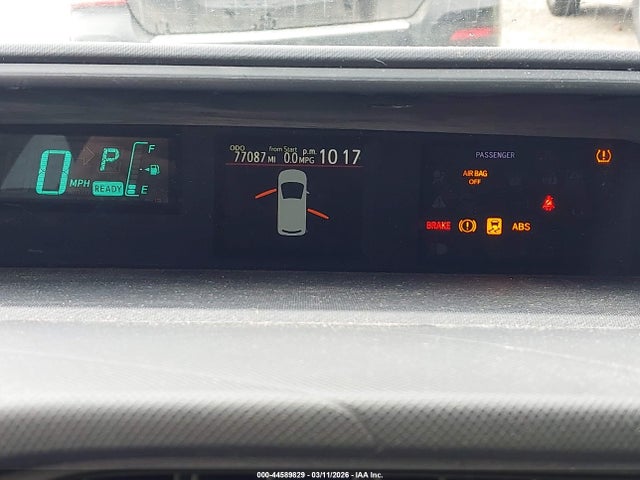 0 MPH
P
READY
F
E
ODO 77087 MI
from Start 0.0 MPG
p.m. 10 17
PASSENGER
AIR BAG
OFF
BRAKE
ABS
000-44589829 - 03/11/2026 - IAA Inc.